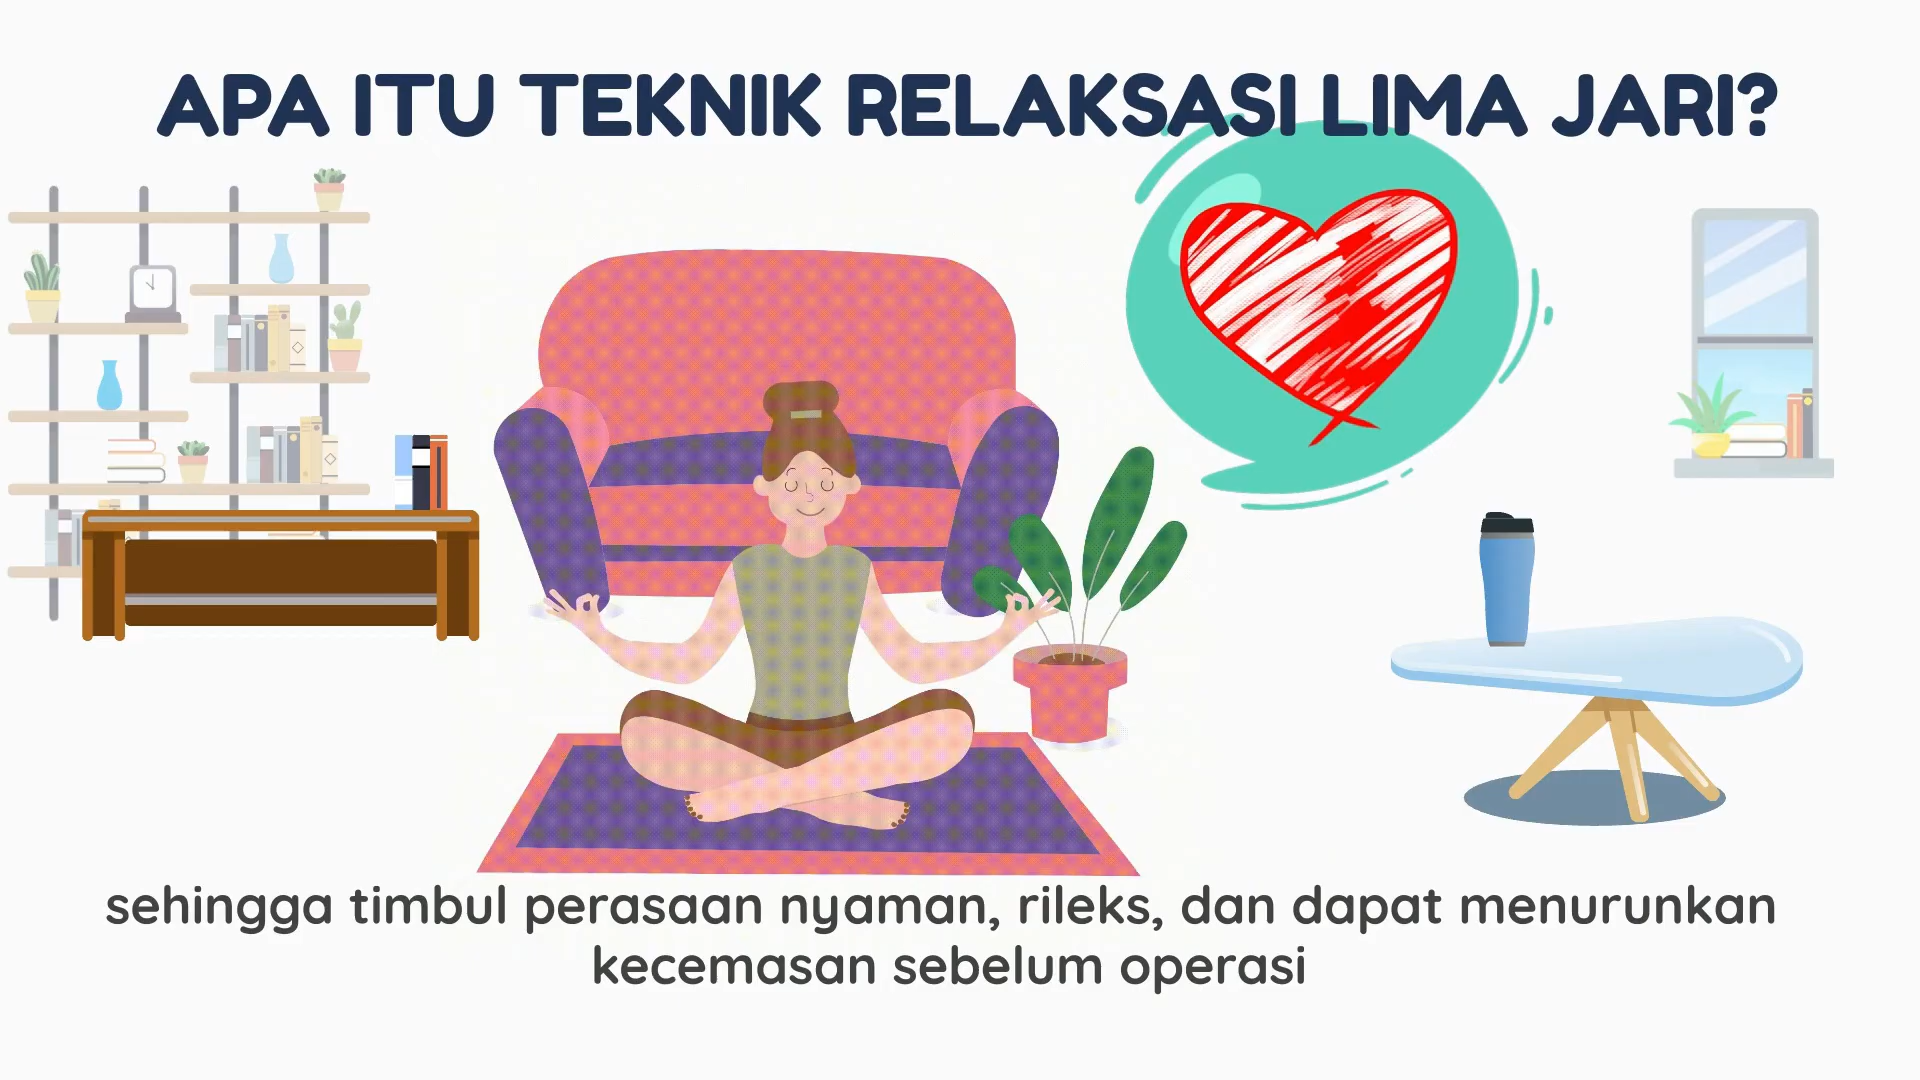 APA ITU TEKNIK RELAKSASI LIMA JARI?
sehingga timbul perasaan nyaman, rileks, dan dapat menurunkan
kecemasan sebelum operasi